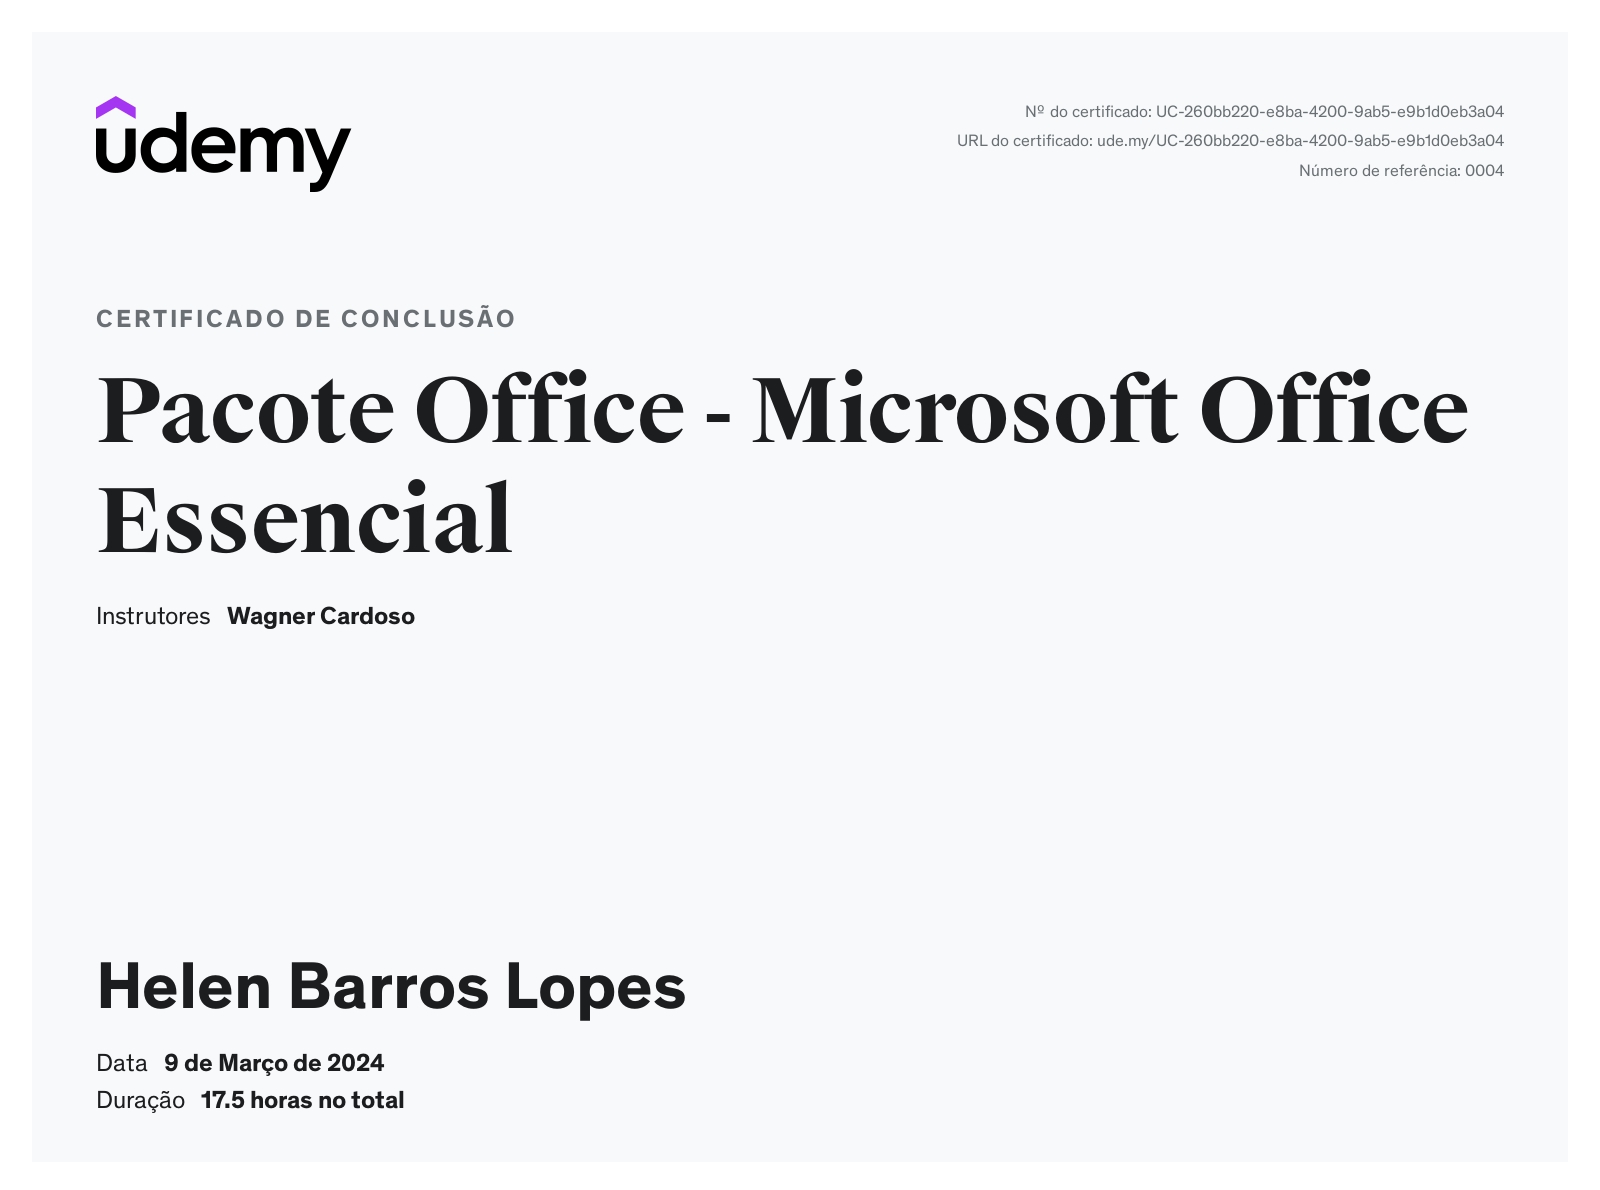 udemy
Nº do certificado: UC-260bb220-e8ba-4200-9ab5-e9b1d0eb3a04
URL do certificado: ude.my/UC-260bb220-e8ba-4200-9ab5-e9b1d0eb3a04
Número de referência: 0004
CERTIFICADO DE CONCLUSÃO
Pacote Office - Microsoft Office
Essencial
Instrutores Wagner Cardoso
Helen Barros Lopes
Data 9 de Março de 2024
Duração 17.5 horas no total